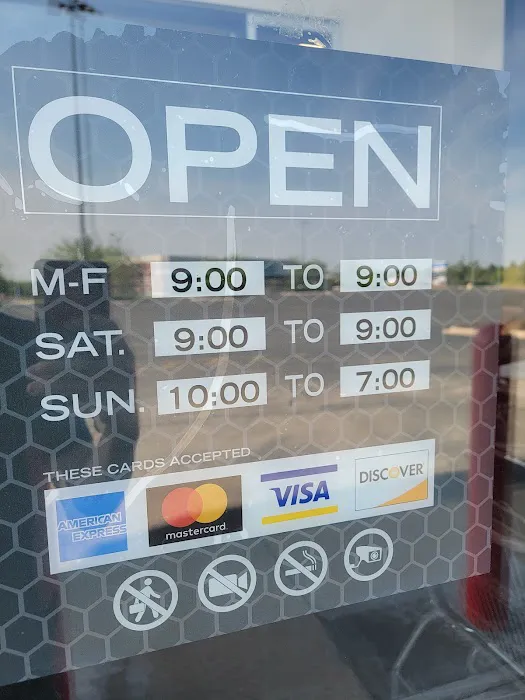 OPEN
M-F 9:00 TO 9:00
SAT. 9:00 TO 9:00
SUN. 10:00 TO 7:00
THESE CARDS ACCEPTED
AMERICAN EXPRESS mastercard VISA DISCOVER